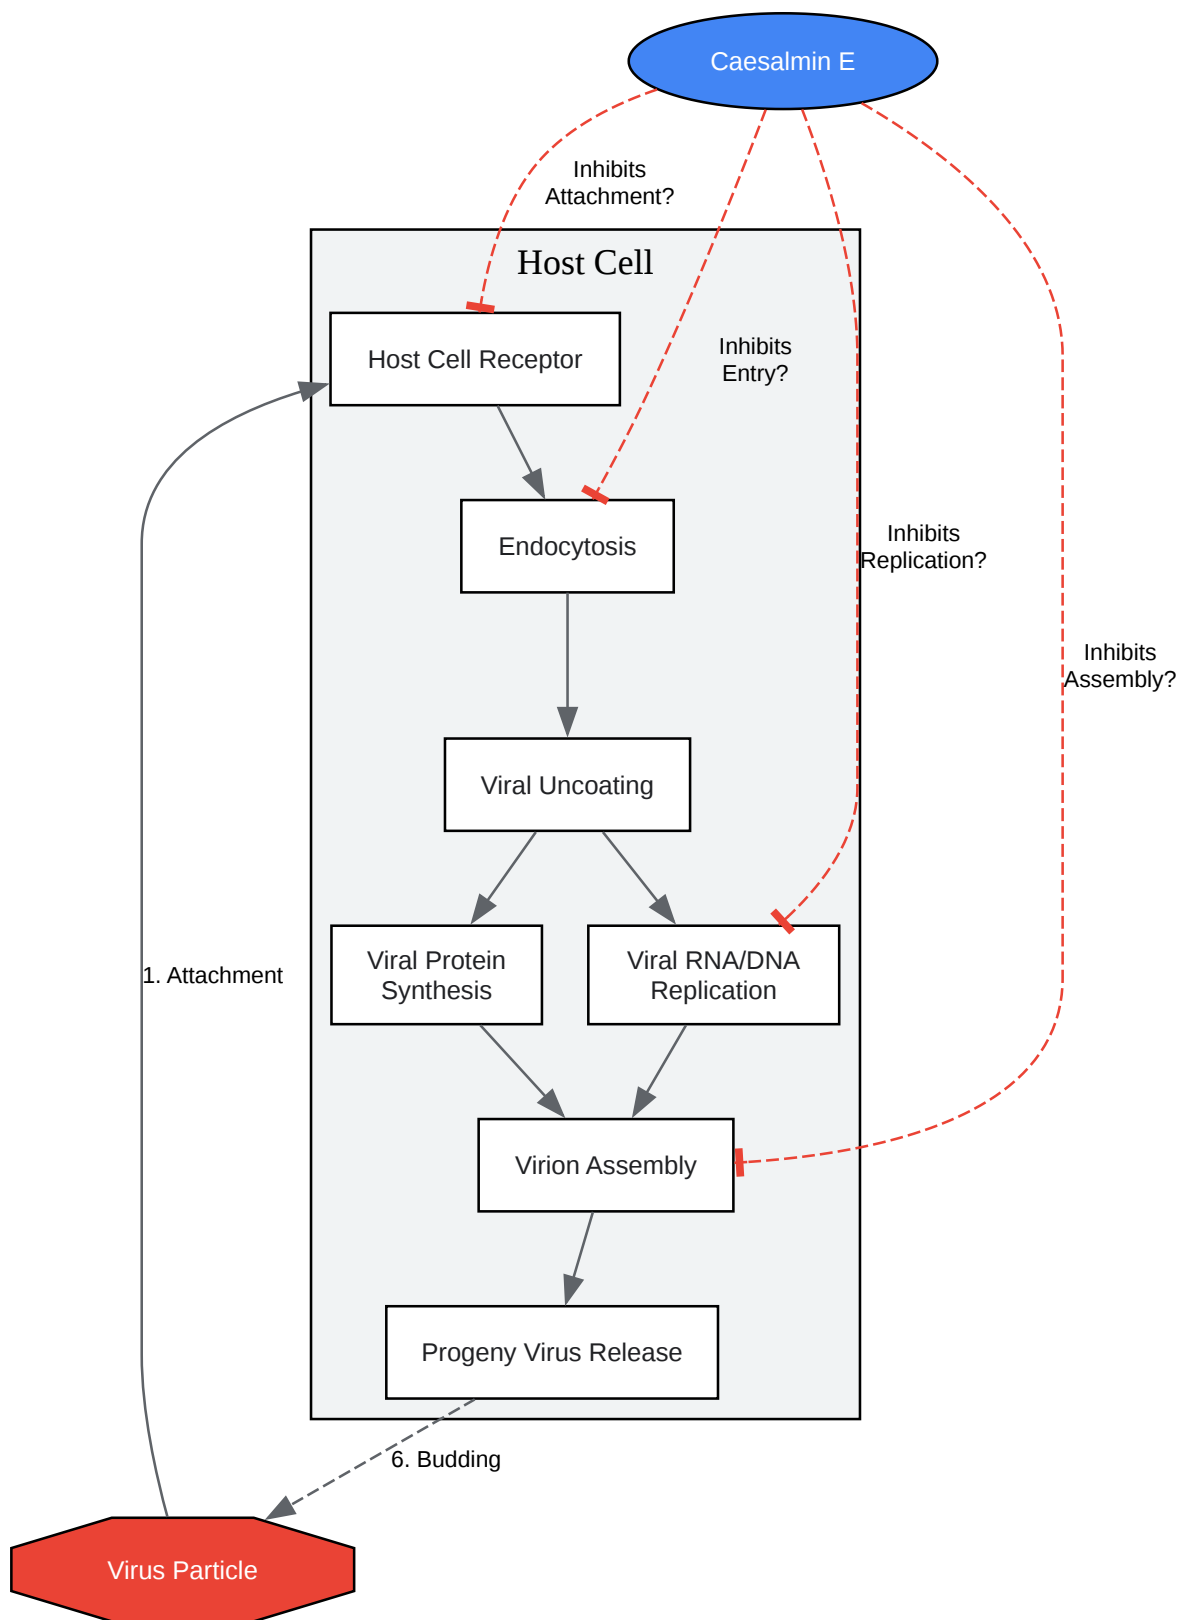 Caesalmin E
Inhibits
Attachment?
Host Cell
Host Cell Receptor
Inhibits
Entry?
Endocytosis
Inhibits
Replication?
Inhibits
Assembly?
Viral Uncoating
1. Attachment
Viral Protein
Synthesis
Viral RNA/DNA
Replication
Virion Assembly
Progeny Virus Release
6. Budding
Virus Particle